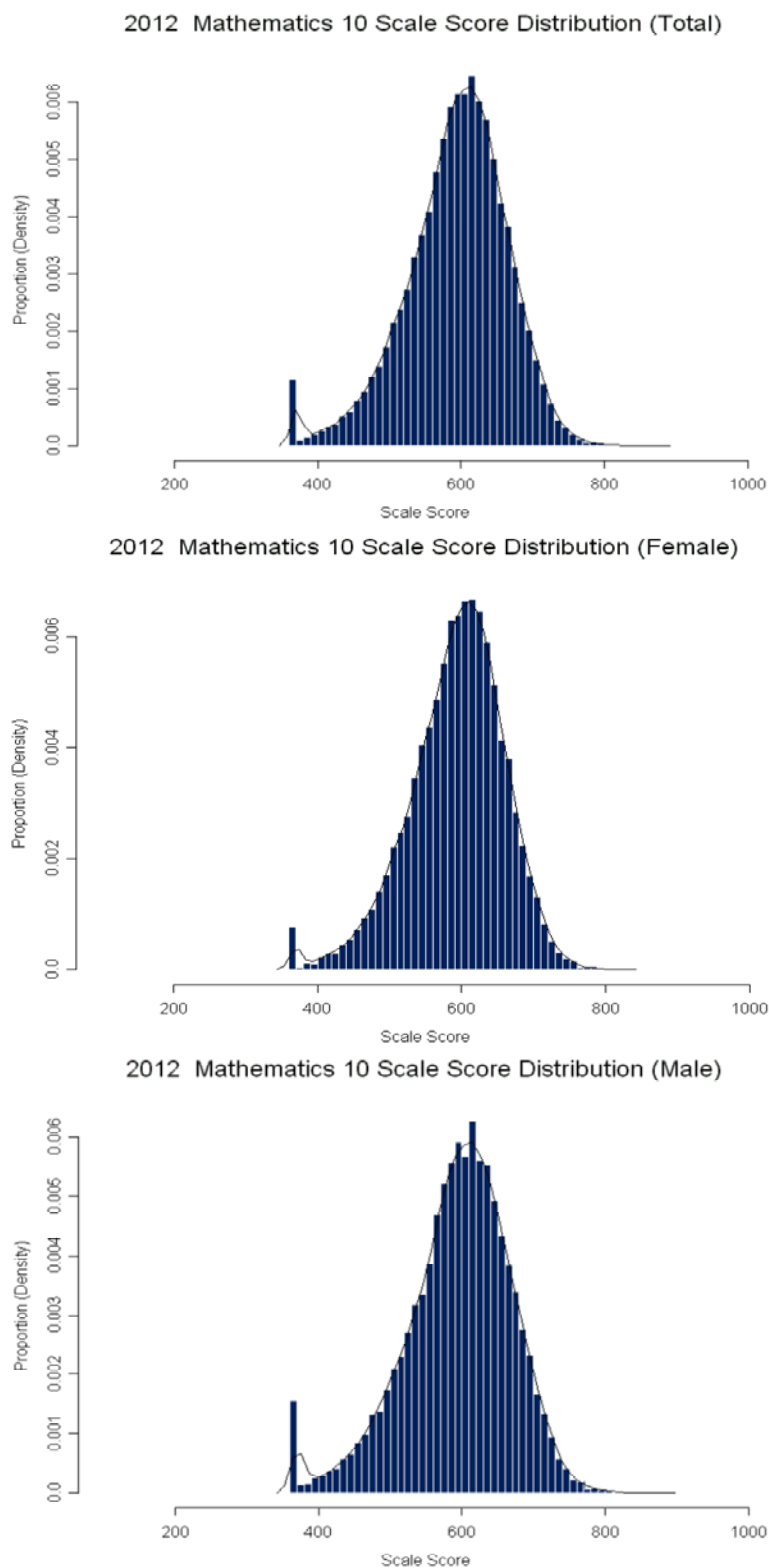 2012 Mathematics 10 Scale Score Distribution (Total)
0.006
0.005
0.004
0.003
0.002
0.001
0.0
Proportion (Density)
200 400 600 800 1000
Scale Score
2012 Mathematics 10 Scale Score Distribution (Female)
0.006
0.004
0.002
0.0
Proportion (Density)
200 400 600 800 1000
Scale Score
2012 Mathematics 10 Scale Score Distribution (Male)
0.006
0.005
0.004
0.003
0.002
0.001
0.0
Proportion (Density)
200 400 600 800 1000
Scale Score